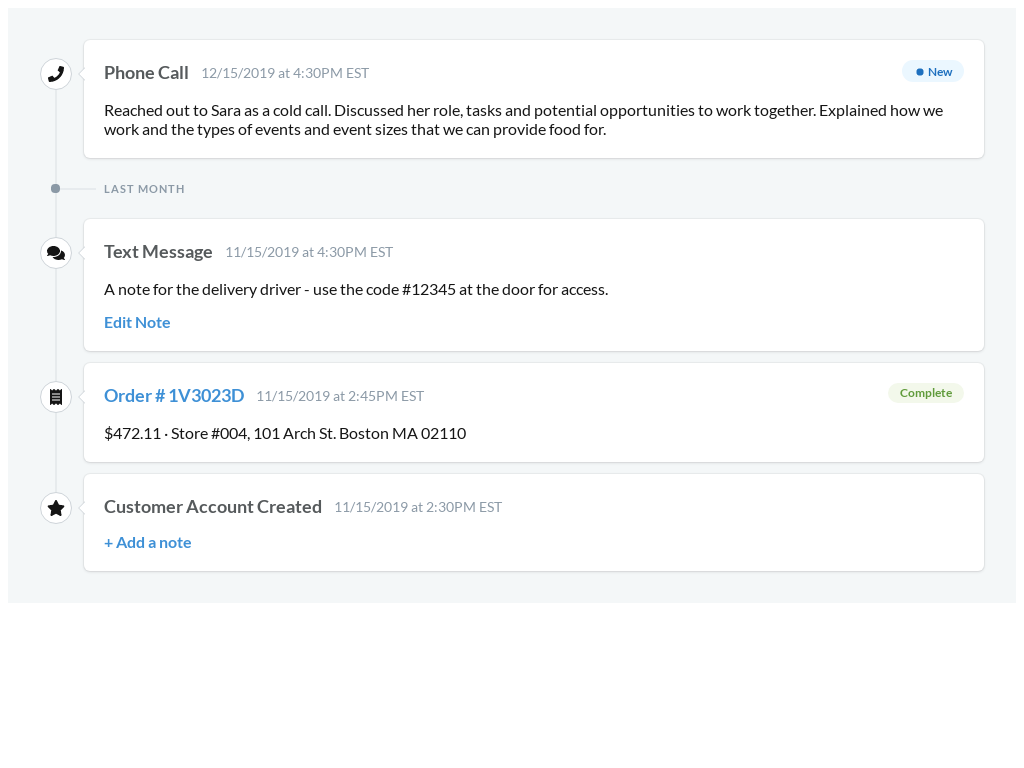 Phone Call 12/15/2019 at 4:30PM EST New
Reached out to Sara as a cold call. Discussed her role, tasks and potential opportunities to work together. Explained how we
work and the types of events and event sizes that we can provide food for.
LAST MONTH
Text Message 11/15/2019 at 4:30PM EST
A note for the delivery driver - use the code #12345 at the door for access.
Edit Note
Order # 1V3023D 11/15/2019 at 2:45PM EST Complete
$472.11 · Store #004, 101 Arch St. Boston MA 02110
Customer Account Created 11/15/2019 at 2:30PM EST
+ Add a note